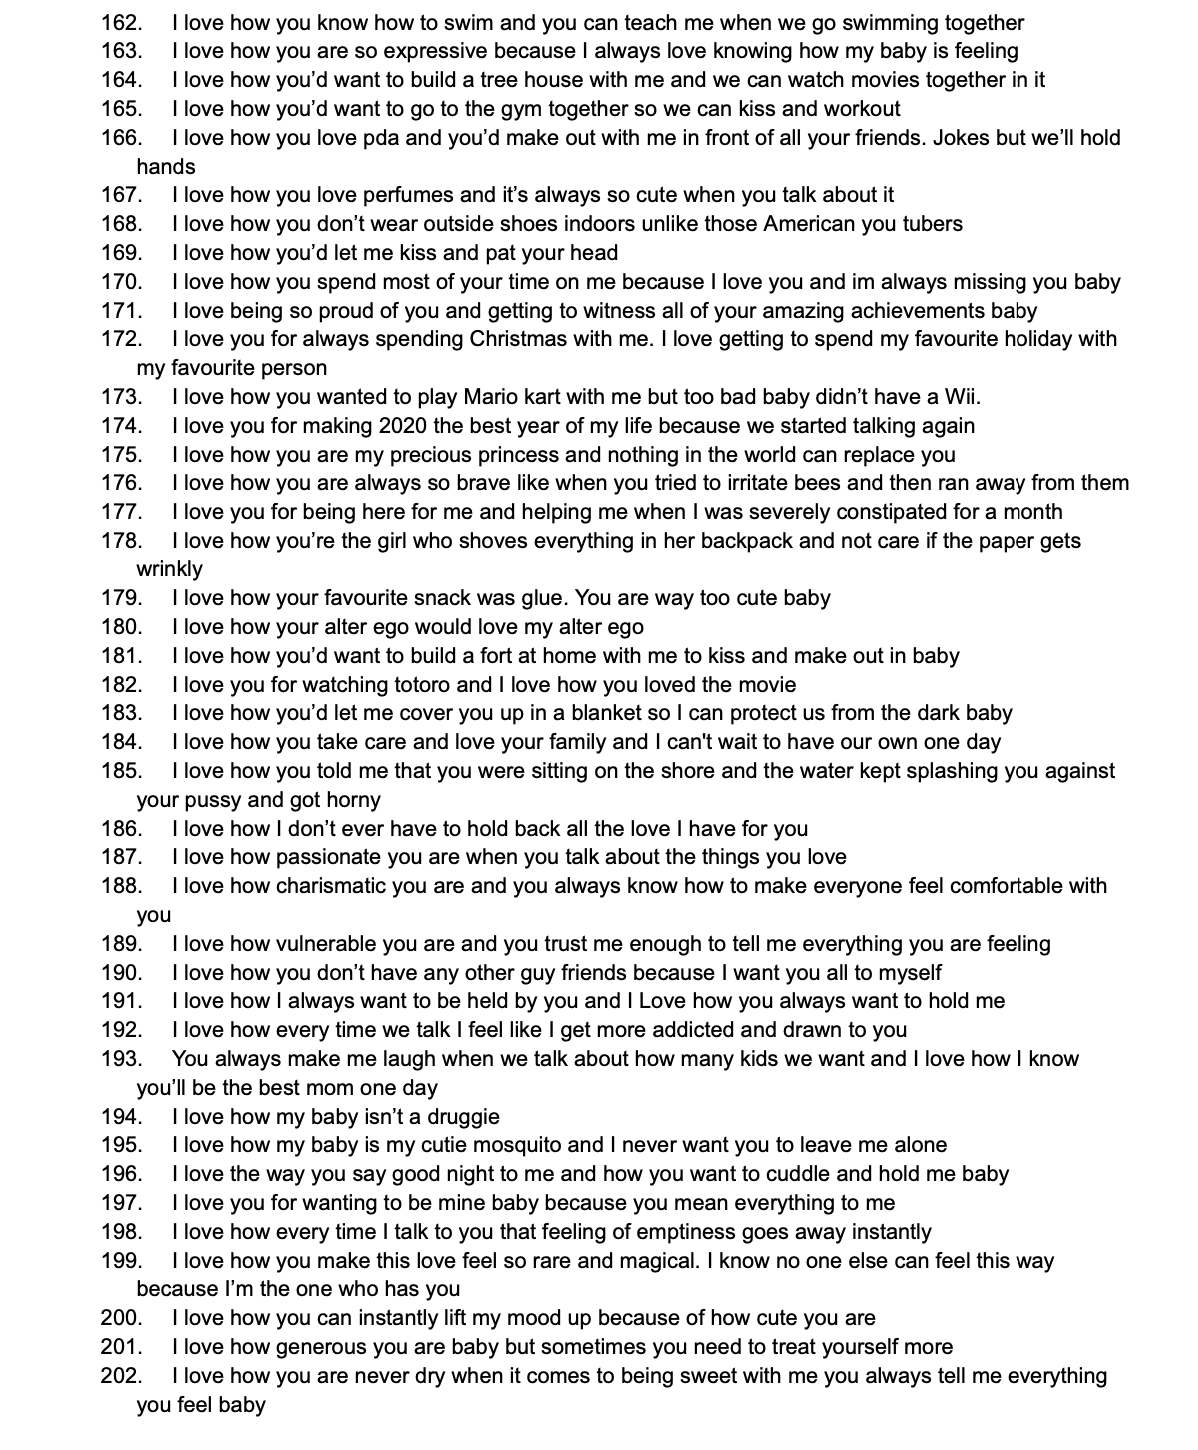 162. I love how you know how to swim and you can teach me when we go swimming together
163. I love how you are so expressive because I always love knowing how my baby is feeling
164. I love how you’d want to build a tree house with me and we can watch movies together in it
165. I love how you’d want to go to the gym together so we can kiss and workout
166. I love how you love pda and you’d make out with me in front of all your friends. Jokes but we’ll hold
hands
167. I love how you love perfumes and it’s always so cute when you talk about it
168. I love how you don’t wear outside shoes indoors unlike those American you tubers
169. I love how you’d let me kiss and pat your head
170. I love how you spend most of your time on me because I love you and im always missing you baby
171. I love being so proud of you and getting to witness all of your amazing achievements baby
172. I love you for always spending Christmas with me. I love getting to spend my favourite holiday with
my favourite person
173. I love how you wanted to play Mario kart with me but too bad baby didn’t have a Wii.
174. I love you for making 2020 the best year of my life because we started talking again
175. I love how you are my precious princess and nothing in the world can replace you
176. I love how you are always so brave like when you tried to irritate bees and then ran away from them
177. I love you for being here for me and helping me when I was severely constipated for a month
178. I love how you’re the girl who shoves everything in her backpack and not care if the paper gets
wrinkly
179. I love how your favourite snack was glue. You are way too cute baby
180. I love how your alter ego would love my alter ego
181. I love how you’d want to build a fort at home with me to kiss and make out in baby
182. I love you for watching totoro and I love how you loved the movie
183. I love how you’d let me cover you up in a blanket so I can protect us from the dark baby
184. I love how you take care and love your family and I can't wait to have our own one day
185. I love how you told me that you were sitting on the shore and the water kept splashing you against
your pussy and got horny
186. I love how I don’t ever have to hold back all the love I have for you
187. I love how passionate you are when you talk about the things you love
188. I love how charismatic you are and you always know how to make everyone feel comfortable with
you
189. I love how vulnerable you are and you trust me enough to tell me everything you are feeling
190. I love how you don’t have any other guy friends because I want you all to myself
191. I love how I always want to be held by you and I Love how you always want to hold me
192. I love how every time we talk I feel like I get more addicted and drawn to you
193. You always make me laugh when we talk about how many kids we want and I love how I know
you’ll be the best mom one day
194. I love how my baby isn’t a druggie
195. I love how my baby is my cutie mosquito and I never want you to leave me alone
196. I love the way you say good night to me and how you want to cuddle and hold me baby
197. I love you for wanting to be mine baby because you mean everything to me
198. I love how every time I talk to you that feeling of emptiness goes away instantly
199. I love how you make this love feel so rare and magical. I know no one else can feel this way
because I’m the one who has you
200. I love how you can instantly lift my mood up because of how cute you are
201. I love how generous you are baby but sometimes you need to treat yourself more
202. I love how you are never dry when it comes to being sweet with me you always tell me everything
you feel baby